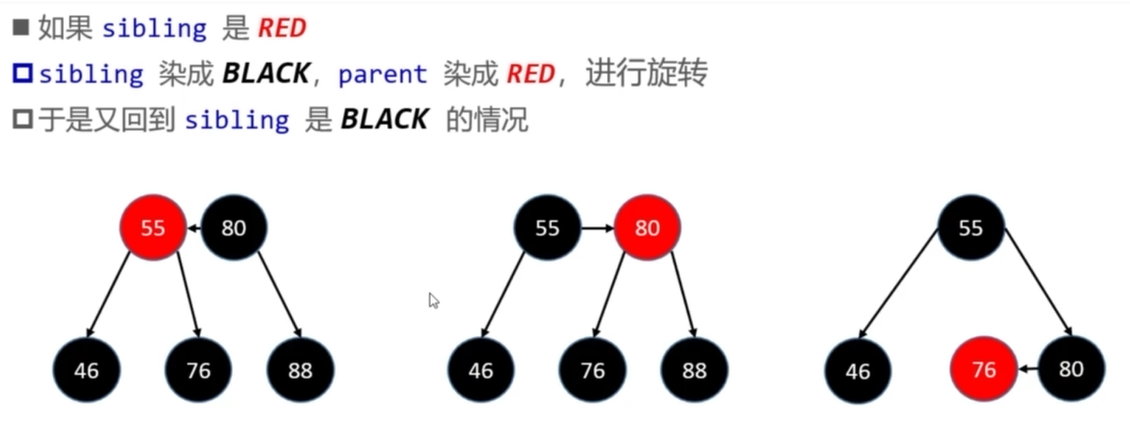 如果 sibling 是 RED
sibling 染成 BLACK，parent 染成 RED，进行旋转
于是又回到 sibling 是 BLACK 的情况
55 80 55 80 55
46 76 88 46 76 88 46 76 80